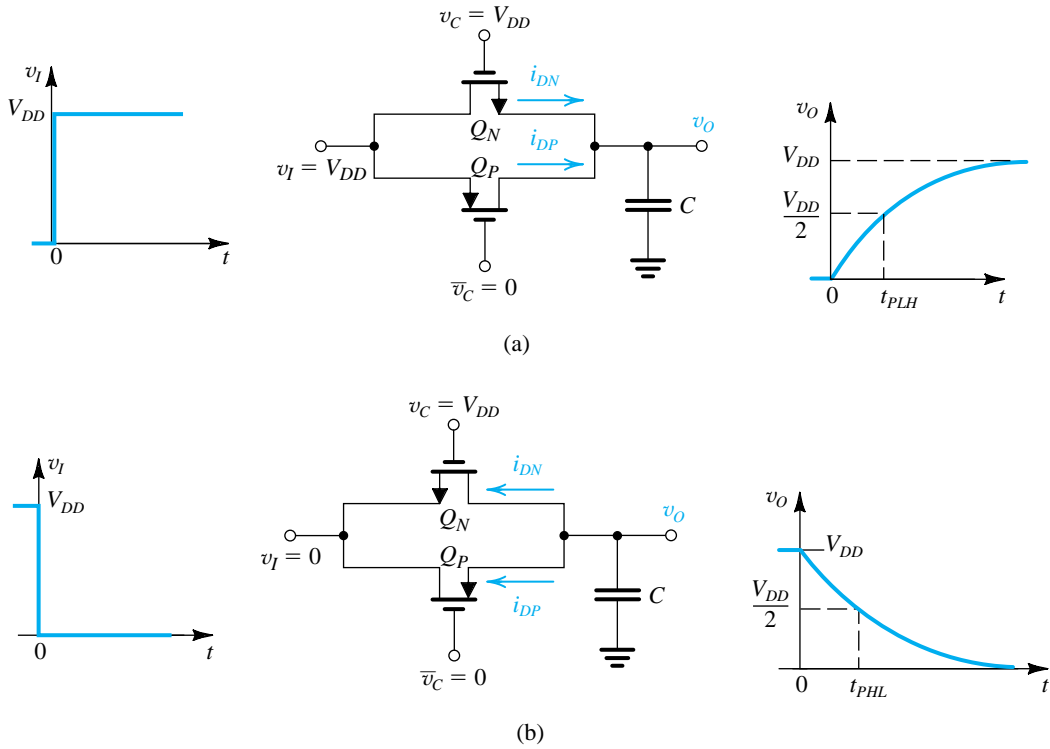 v_C = V_DD
v_I
V_DD
0
t
i_DN
Q_N
i_DP
Q_P
v_I = V_DD
v_O
C
v̅_C = 0
v_O
V_DD
V_DD/2
0
t_PLH
t
(a)
v_C = V_DD
v_I
V_DD
0
t
i_DN
Q_N
v_O
v_I = 0
Q_P
i_DP
C
v̅_C = 0
v_O
V_DD
V_DD/2
0
t_PHL
t
(b)